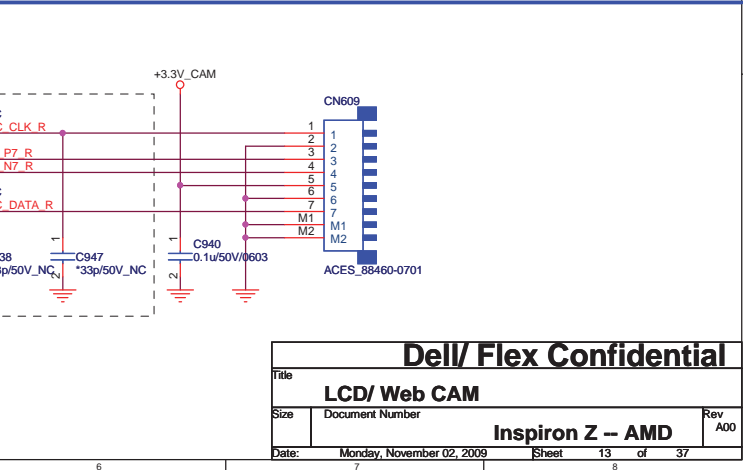 +3.3V_CAM
CN609
C_CLK_R
_P7_R
_N7_R
C_DATA_R
1
2
3
4
5
6
7
M1
M2
1
2
3
4
5
6
7
M1
M2
ACES_88460-0701
38
3p/50V_NC
1
2
C947
*33p/50V_NC
1
2
C940
0.1u/50V/0603
Dell/ Flex Confidential
Title
LCD/ Web CAM
Size
Document Number
Rev
Inspiron Z -- AMD
A00
Date: Monday, November 02, 2009 Sheet 13 of 37
6
7
8